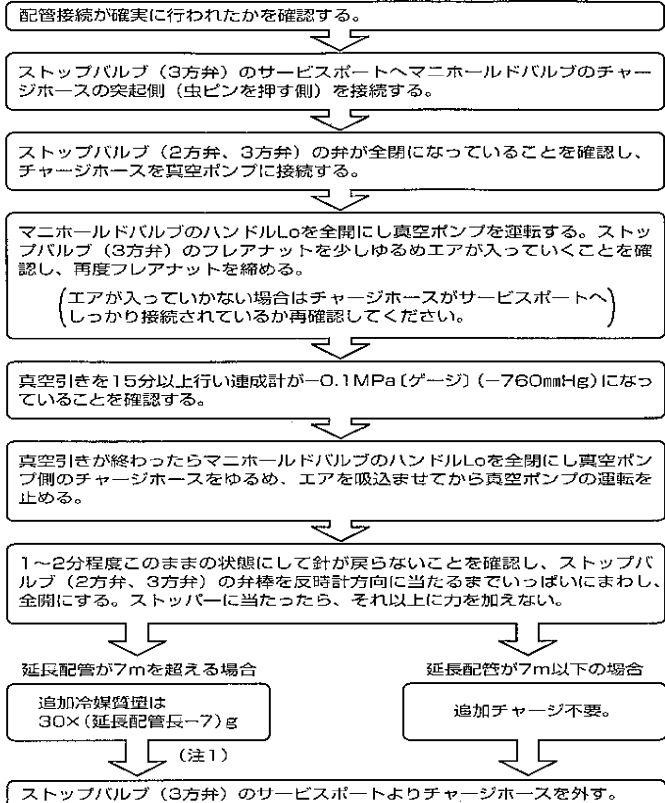 配管接続が確実に行われたかを確認する。
ストップバルブ（3方弁）のサービスポートへマニホールドバルブのチャー
ジホースの突起側（虫ピンを押す側）を接続する。
ストップバルブ（2方弁、3方弁）の弁が全閉になっていることを確認し、
チャージホースを真空ポンプに接続する。
マニホールドバルブのハンドルLoを全開にし真空ポンプを運転する。ストッ
プバルブ（3方弁）のフレアナットを少しゆるめエアが入っていくことを確
認し、再度フレアナットを締める。
（エアが入っていかない場合はチャージホースがサービスポートへ
しっかり接続されているか再確認してください。）
真空引きを15分以上行い連成計が−0.1MPa〔ゲージ〕（−760mmHg）になっ
ていることを確認する。
真空引きが終わったらマニホールドバルブのハンドルLoを全閉にし真空ポン
プ側のチャージホースをゆるめ、エアを吸込ませてから真空ポンプの運転を
止める。
1〜2分程度このままの状態にして針が戻らないことを確認し、ストップバ
ルブ（2方弁、3方弁）の弁棒を反時計方向に当たるまでいっぱいにまわし、
全開にする。ストッパーに当たったら、それ以上に力を加えない。
延長配管が7mを超える場合
延長配管が7m以下の場合
追加冷媒質量は
30×（延長配管長−7）g
追加チャージ不要。
（注1）
ストップバルブ（3方弁）のサービスポートよりチャージホースを外す。